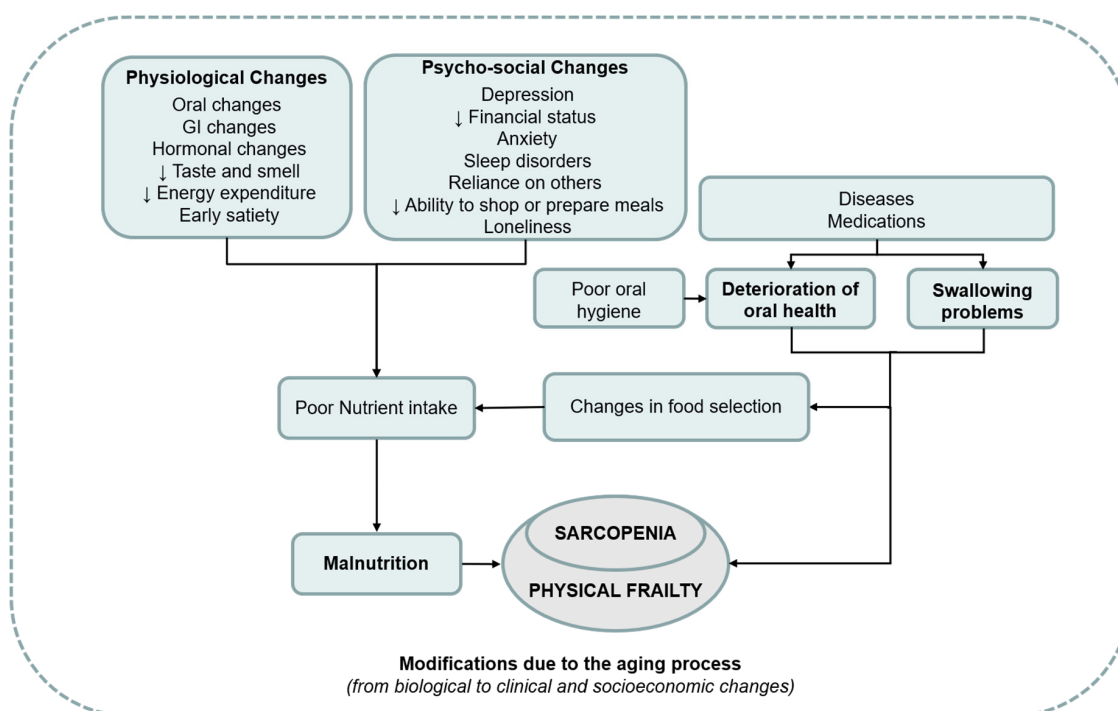 Physiological Changes
Oral changes
GI changes
Hormonal changes
↓ Taste and smell
↓ Energy expenditure
Early satiety
Psycho-social Changes
Depression
↓ Financial status
Anxiety
Sleep disorders
Reliance on others
↓ Ability to shop or prepare meals
Loneliness
Diseases
Medications
Poor oral
hygiene
Deterioration of
oral health
Swallowing
problems
Poor Nutrient intake
Changes in food selection
Malnutrition
SARCOPENIA
PHYSICAL FRAILTY
Modifications due to the aging process
(from biological to clinical and socioeconomic changes)